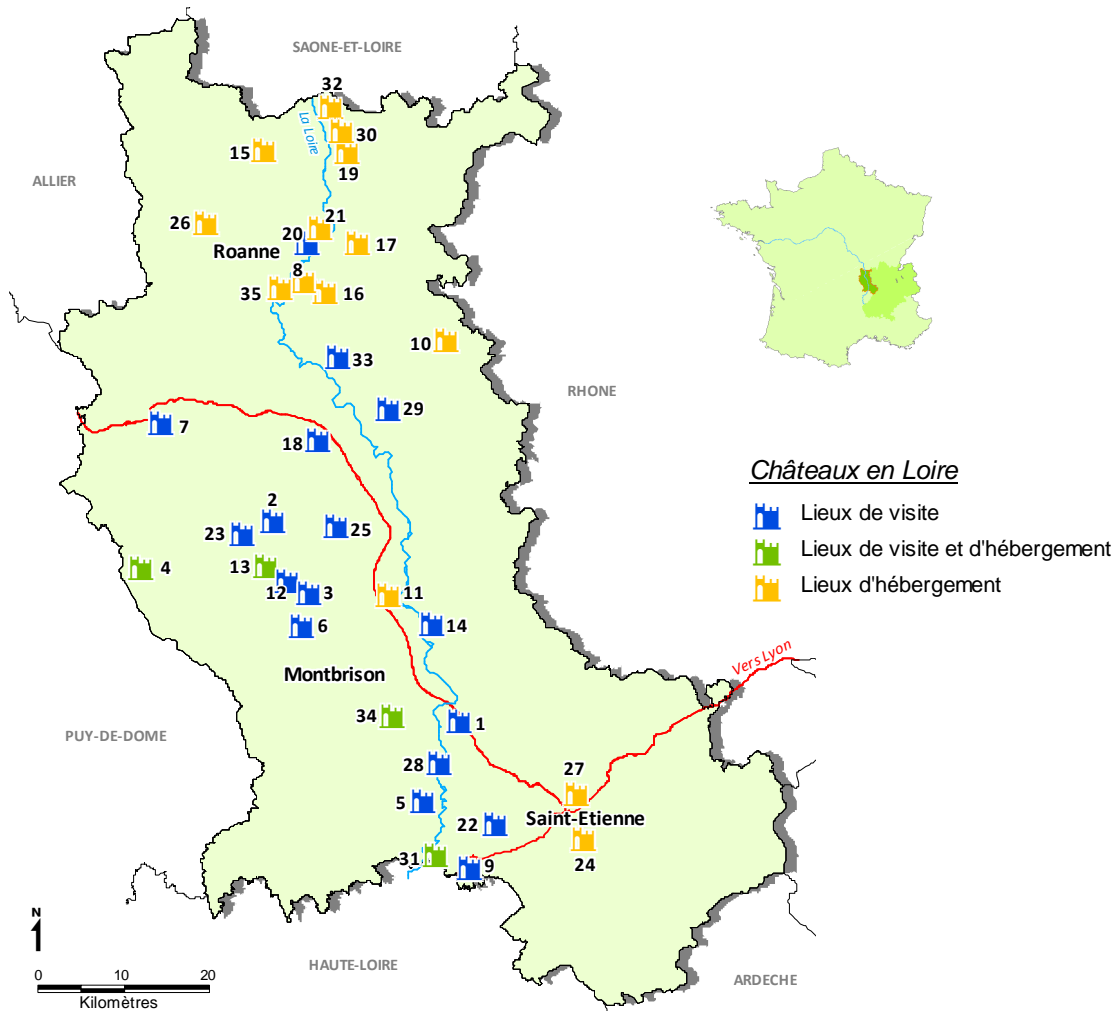 SAONE-ET-LOIRE
32
La Loire
30
15
19
ALLIER
26
21
20
17
Roanne
8
35
16
10
33
RHONE
29
7
18
Châteaux en Loire
2
Lieux de visite
23
25
Lieux de visite et d'hébergement
4
13
Lieux d'hébergement
12
3
11
6
14
Vers Lyon
Montbrison
34
1
PUY-DE-DOME
28
27
5
22
Saint-Etienne
31
9
24
N
HAUTE-LOIRE
ARDECHE
0 10 20
Kilomètres